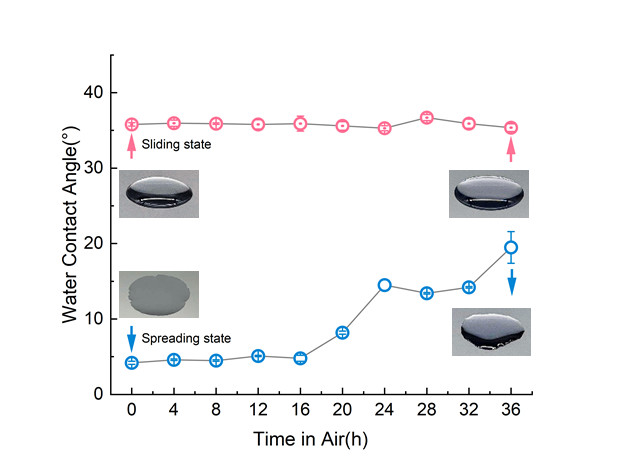 40
Sliding state
30
20
10
Spreading state
0
0 4 8 12 16 20 24 28 32 36
Water Contact Angle(°)
Time in Air(h)